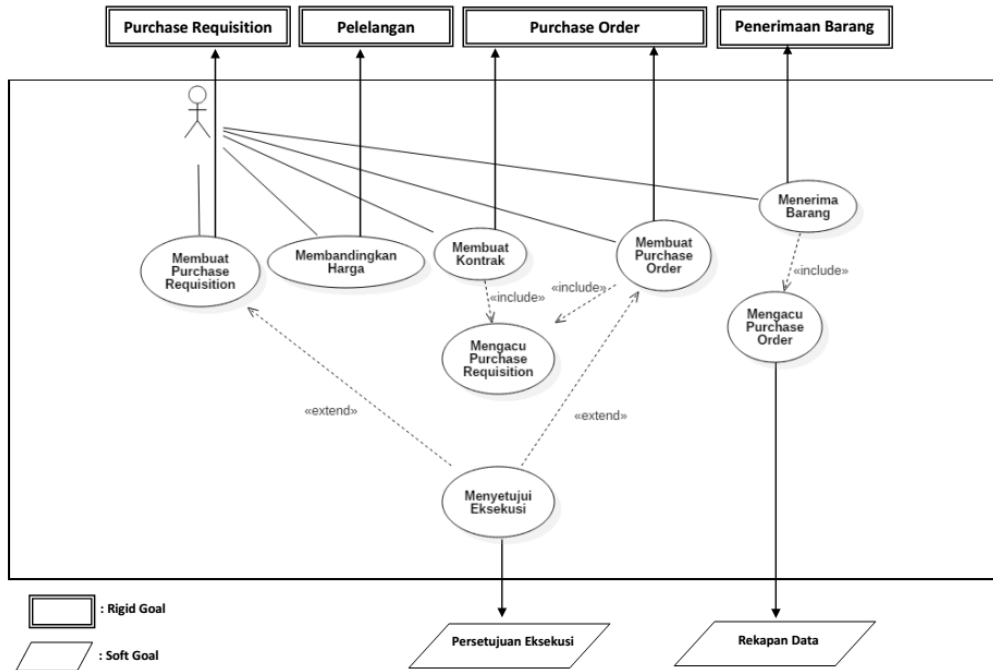 Purchase Requisition
Pelelangan
Purchase Order
Penerimaan Barang
Menerima
Barang
Membuat
Purchase
Requisition
Membandingkan
Harga
Membuat
Kontrak
Membuat
Purchase
Order
«include»
«include»
«include»
Mengacu
Purchase
Requisition
Mengacu
Purchase
Order
«extend»
«extend»
Menyetujui
Eksekusi
: Rigid Goal
: Soft Goal
Persetujuan Eksekusi
Rekapan Data